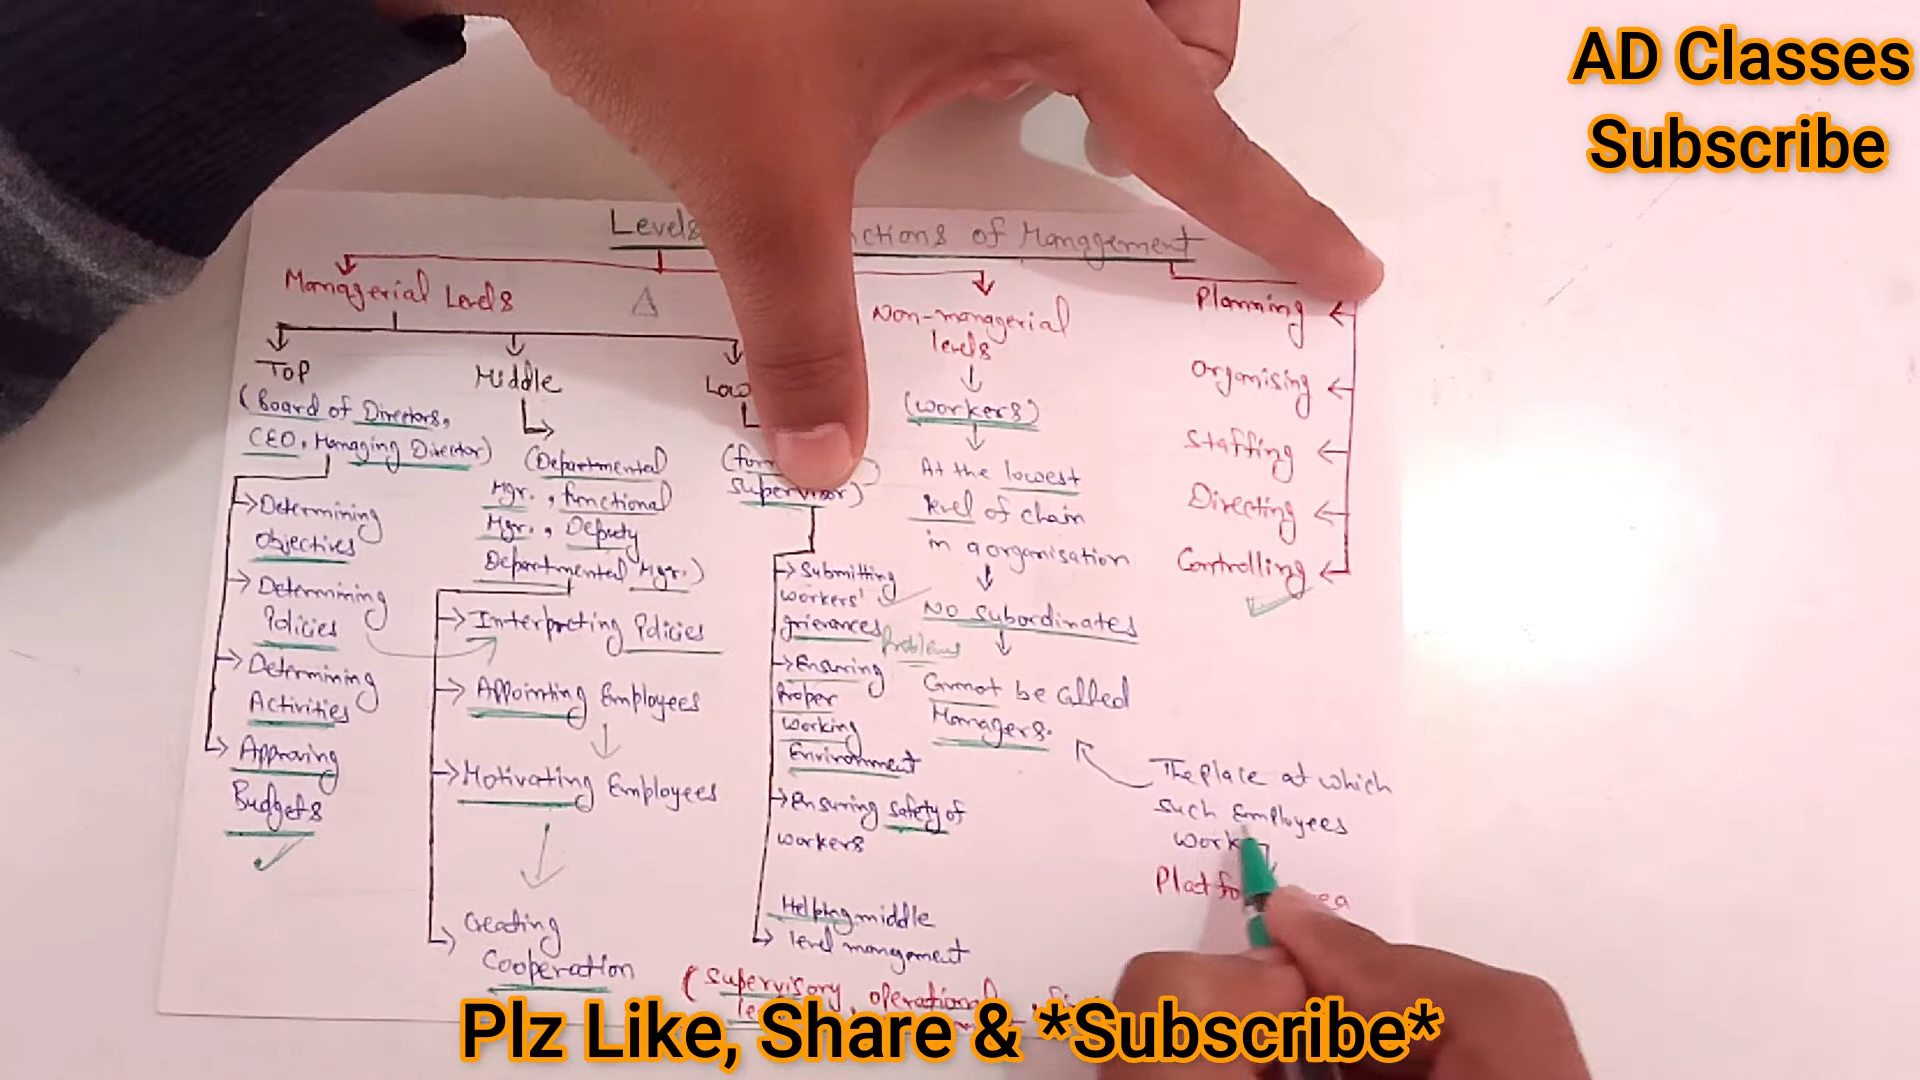 AD Classes
Subscribe
Levels ctions of Management
Managerial Levels
Non-managerial
levels
Top
(Board of Directors,
CEO, Managing Director)
Determining
objectives
Determining
Policies
Determining
Activities
Approving
Budgets
Middle
(Departmental
Mgr., functional
Mgr., Deputy
Departmental Mgr.)
Interpreting Policies
Appointing Employees
Motivating Employees
Creating
Cooperation
Low
supervisor)
Submitting
workers'
grievances Problems
Ensuring
Proper
working
Environment
Ensuring safety of
workers
Helping middle
level management
(supervisory, operational
(workers)
At the lowest
level of chain
in a organisation
No subordinates
Cannot be called
Managers.
Planning
Organising
Staffing
Directing
Controlling
The place at which
such Employees
work
Plz Like, Share & *Subscribe*